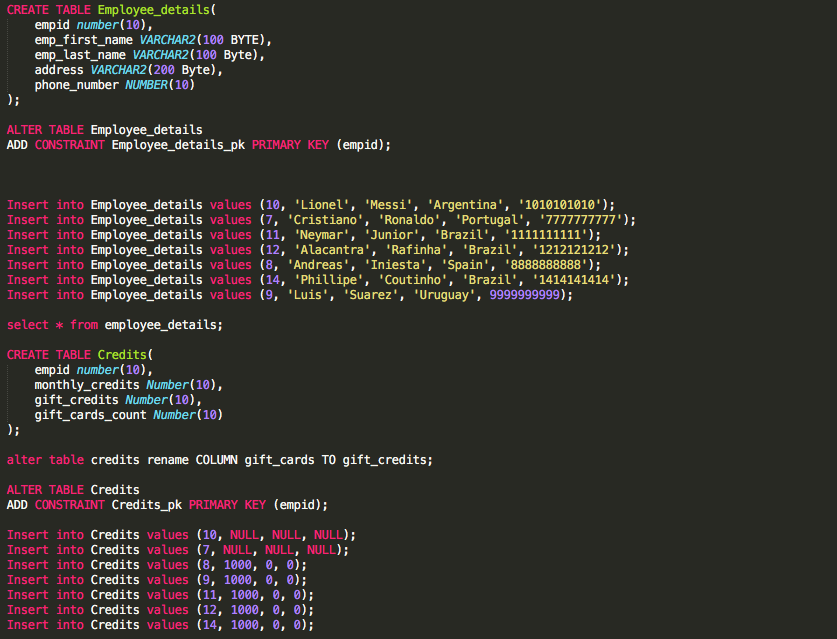 CREATE TABLE Employee_details(
empid number(10),
emp_first_name VARCHAR2(100 BYTE),
emp_last_name VARCHAR2(100 Byte),
address VARCHAR2(200 Byte),
phone_number NUMBER(10)
);
ALTER TABLE Employee_details
ADD CONSTRAINT Employee_details_pk PRIMARY KEY (empid);
Insert into Employee_details values (10, 'Lionel', 'Messi', 'Argentina', '1010101010');
Insert into Employee_details values (7, 'Cristiano', 'Ronaldo', 'Portugal', '7777777777');
Insert into Employee_details values (11, 'Neymar', 'Junior', 'Brazil', '1111111111');
Insert into Employee_details values (12, 'Alacantra', 'Rafinha', 'Brazil', '1212121212');
Insert into Employee_details values (8, 'Andreas', 'Iniesta', 'Spain', '8888888888');
Insert into Employee_details values (14, 'Phillipe', 'Coutinho', 'Brazil', '1414141414');
Insert into Employee_details values (9, 'Luis', 'Suarez', 'Uruguay', 9999999999);
select * from employee_details;
CREATE TABLE Credits(
empid number(10),
monthly_credits Number(10),
gift_credits Number(10),
gift_cards_count Number(10)
);
alter table credits rename COLUMN gift_cards TO gift_credits;
ALTER TABLE Credits
ADD CONSTRAINT Credits_pk PRIMARY KEY (empid);
Insert into Credits values (10, NULL, NULL, NULL);
Insert into Credits values (7, NULL, NULL, NULL);
Insert into Credits values (8, 1000, 0, 0);
Insert into Credits values (9, 1000, 0, 0);
Insert into Credits values (11, 1000, 0, 0);
Insert into Credits values (12, 1000, 0, 0);
Insert into Credits values (14, 1000, 0, 0);